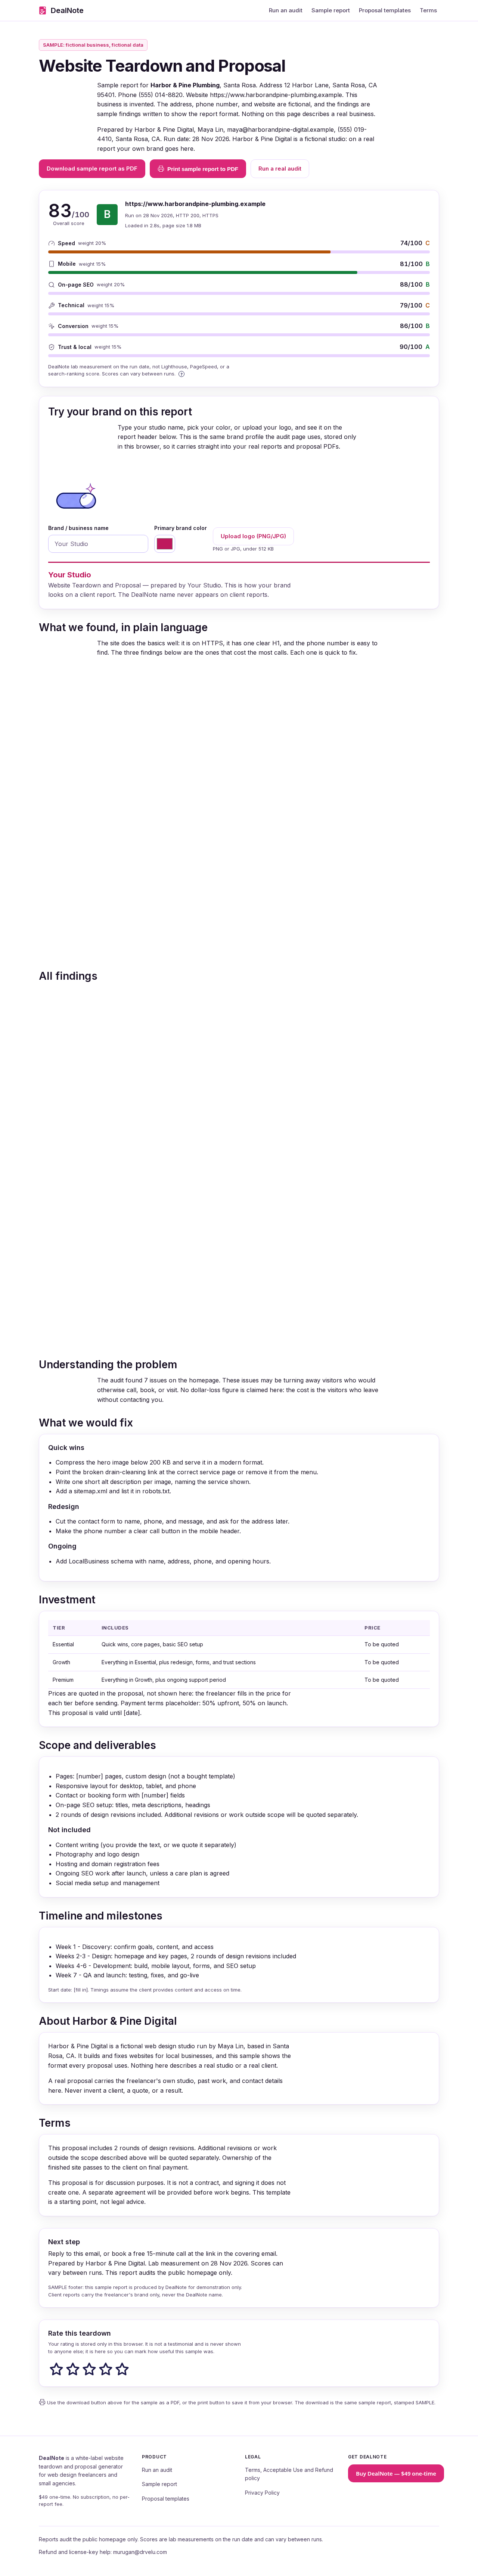 DealNote
Run an audit Sample report Proposal templates Terms
SAMPLE: fictional business, fictional data
Website Teardown and Proposal
Sample report for Harbor & Pine Plumbing, Santa Rosa. Address 12 Harbor Lane, Santa Rosa, CA
95401. Phone (555) 014-8820. Website https://www.harborandpine-plumbing.example. This
business is invented. The address, phone number, and website are fictional, and the findings are
sample findings written to show the report format. Nothing on this page describes a real business.
Prepared by Harbor & Pine Digital, Maya Lin, maya@harborandpine-digital.example, (555) 019-
4410, Santa Rosa, CA. Run date: 28 Nov 2026. Harbor & Pine Digital is a fictional studio: on a real
report your own brand goes here.
Download sample report as PDF
Print sample report to PDF
Run a real audit
83/100
Overall score
B
https://www.harborandpine-plumbing.example
Run on 28 Nov 2026, HTTP 200, HTTPS
Loaded in 2.8s, page size 1.8 MB
Speed weight 20% 74/100 C
Mobile weight 15% 81/100 B
On-page SEO weight 20% 88/100 B
Technical weight 15% 79/100 C
Conversion weight 15% 86/100 B
Trust & local weight 15% 90/100 A
DealNote lab measurement on the run date, not Lighthouse, PageSpeed, or a
search-ranking score. Scores can vary between runs. ?
Try your brand on this report
Type your studio name, pick your color, or upload your logo, and see it on the
report header below. This is the same brand profile the audit page uses, stored only
in this browser, so it carries straight into your real reports and proposal PDFs.
Brand / business name
Your Studio
Primary brand color
Upload logo (PNG/JPG)
PNG or JPG, under 512 KB
Your Studio
Website Teardown and Proposal — prepared by Your Studio. This is how your brand
looks on a client report. The DealNote name never appears on client reports.
What we found, in plain language
The site does the basics well: it is on HTTPS, it has one clear H1, and the phone number is easy to
find. The three findings below are the ones that cost the most calls. Each one is quick to fix.
All findings
Understanding the problem
The audit found 7 issues on the homepage. These issues may be turning away visitors who would
otherwise call, book, or visit. No dollar-loss figure is claimed here: the cost is the visitors who leave
without contacting you.
What we would fix
Quick wins
• Compress the hero image below 200 KB and serve it in a modern format.
• Point the broken drain-cleaning link at the correct service page or remove it from the menu.
• Write one short alt description per image, naming the service shown.
• Add a sitemap.xml and list it in robots.txt.
Redesign
• Cut the contact form to name, phone, and message, and ask for the address later.
• Make the phone number a clear call button in the mobile header.
Ongoing
• Add LocalBusiness schema with name, address, phone, and opening hours.
Investment
TIER INCLUDES PRICE
Essential Quick wins, core pages, basic SEO setup To be quoted
Growth Everything in Essential, plus redesign, forms, and trust sections To be quoted
Premium Everything in Growth, plus ongoing support period To be quoted
Prices are quoted in the proposal, not shown here: the freelancer fills in the price for
each tier before sending. Payment terms placeholder: 50% upfront, 50% on launch.
This proposal is valid until [date].
Scope and deliverables
• Pages: [number] pages, custom design (not a bought template)
• Responsive layout for desktop, tablet, and phone
• Contact or booking form with [number] fields
• On-page SEO setup: titles, meta descriptions, headings
• 2 rounds of design revisions included. Additional revisions or work outside scope will be quoted separately.
Not included
• Content writing (you provide the text, or we quote it separately)
• Photography and logo design
• Hosting and domain registration fees
• Ongoing SEO work after launch, unless a care plan is agreed
• Social media setup and management
Timeline and milestones
• Week 1 - Discovery: confirm goals, content, and access
• Weeks 2-3 - Design: homepage and key pages, 2 rounds of design revisions included
• Weeks 4-6 - Development: build, mobile layout, forms, and SEO setup
• Week 7 - QA and launch: testing, fixes, and go-live
Start date: [fill in]. Timings assume the client provides content and access on time.
About Harbor & Pine Digital
Harbor & Pine Digital is a fictional web design studio run by Maya Lin, based in Santa
Rosa, CA. It builds and fixes websites for local businesses, and this sample shows the
format every proposal uses. Nothing here describes a real studio or a real client.
A real proposal carries the freelancer's own studio, past work, and contact details
here. Never invent a client, a quote, or a result.
Terms
This proposal includes 2 rounds of design revisions. Additional revisions or work
outside the scope described above will be quoted separately. Ownership of the
finished site passes to the client on final payment.
This proposal is for discussion purposes. It is not a contract, and signing it does not
create one. A separate agreement will be provided before work begins. This template
is a starting point, not legal advice.
Next step
Reply to this email, or book a free 15-minute call at the link in the covering email.
Prepared by Harbor & Pine Digital. Lab measurement on 28 Nov 2026. Scores can
vary between runs. This report audits the public homepage only.
SAMPLE footer: this sample report is produced by DealNote for demonstration only.
Client reports carry the freelancer's brand only, never the DealNote name.
Rate this teardown
Your rating is stored only in this browser. It is not a testimonial and is never shown
to anyone else; it is here so you can mark how useful this sample was.
Use the download button above for the sample as a PDF, or the print button to save it from your browser. The download is the same sample report, stamped SAMPLE.
DealNote is a white-label website
teardown and proposal generator
for web design freelancers and
small agencies.
$49 one-time. No subscription, no per-
report fee.
PRODUCT
Run an audit
Sample report
Proposal templates
LEGAL
Terms, Acceptable Use and Refund
policy
Privacy Policy
GET DEALNOTE
Buy DealNote — $49 one-time
Reports audit the public homepage only. Scores are lab measurements on the run date and can vary between runs.
Refund and license-key help: murugan@drvelu.com